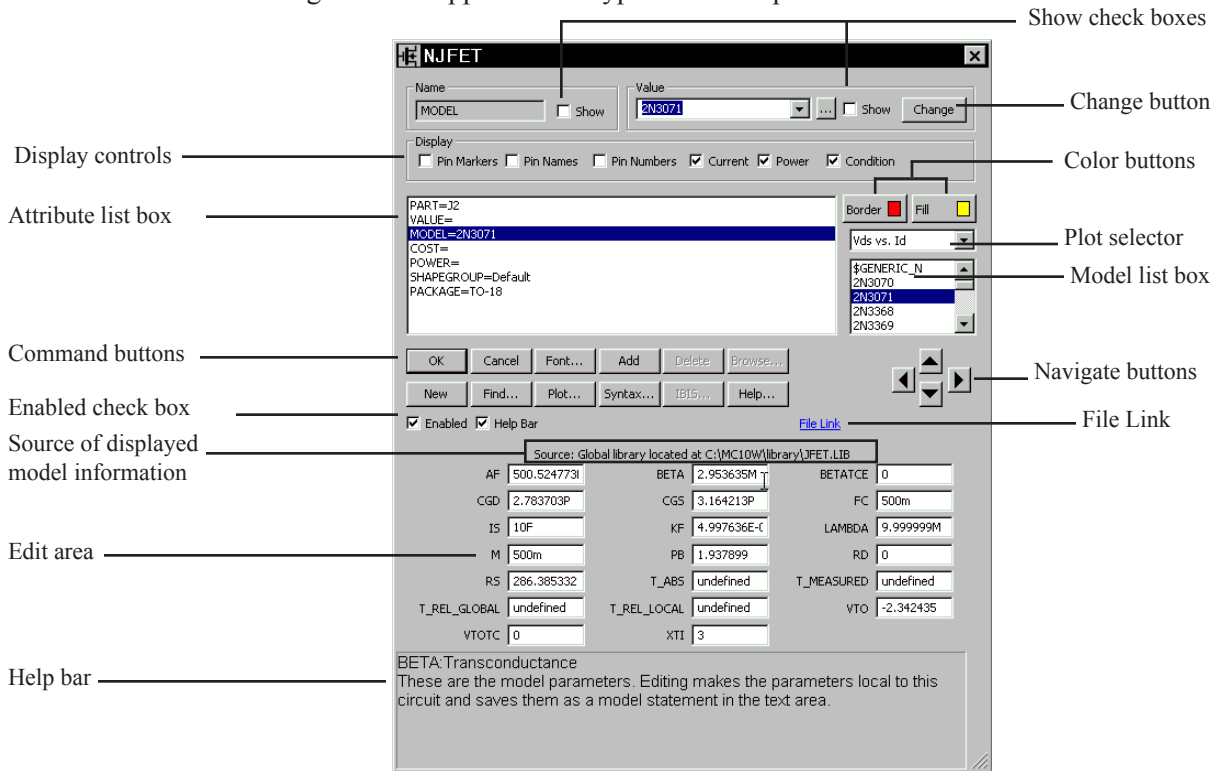 Show check boxes
NJFET
Name
Value
MODEL
Show
2N3071
...
Show
Change
Change button
Display
Display controls
Pin Markers
Pin Names
Pin Numbers
Current
Power
Condition
Color buttons
Attribute list box
PART=J2
VALUE=
MODEL=2N3071
COST=
POWER=
SHAPEGROUP=Default
PACKAGE=TO-18
Border
Fill
Vds vs. Id
Plot selector
$GENERIC_N
2N3070
2N3071
2N3368
2N3369
Model list box
Command buttons
OK
Cancel
Font...
Add
Delete
Browse...
New
Find...
Plot...
Syntax...
IBIS...
Help...
Navigate buttons
Enabled check box
Enabled
Help Bar
File Link
File Link
Source of displayed
model information
Source: Global library located at C:\MC10W\library\JFET.LIB
AF 500.524773
BETA 2.953635M
BETATCE 0
CGD 2.783703P
CGS 3.164213P
FC 500m
IS 10F
KF 4.997636E-
LAMBDA 9.999999M
Edit area
M 500m
PB 1.937899
RD 0
RS 286.385332
T_ABS undefined
T_MEASURED undefined
T_REL_GLOBAL undefined
T_REL_LOCAL undefined
VTO -2.342435
VTOTC 0
XTI 3
Help bar
BETA:Transconductance
These are the model parameters. Editing makes the parameters local to this
circuit and saves them as a model statement in the text area.